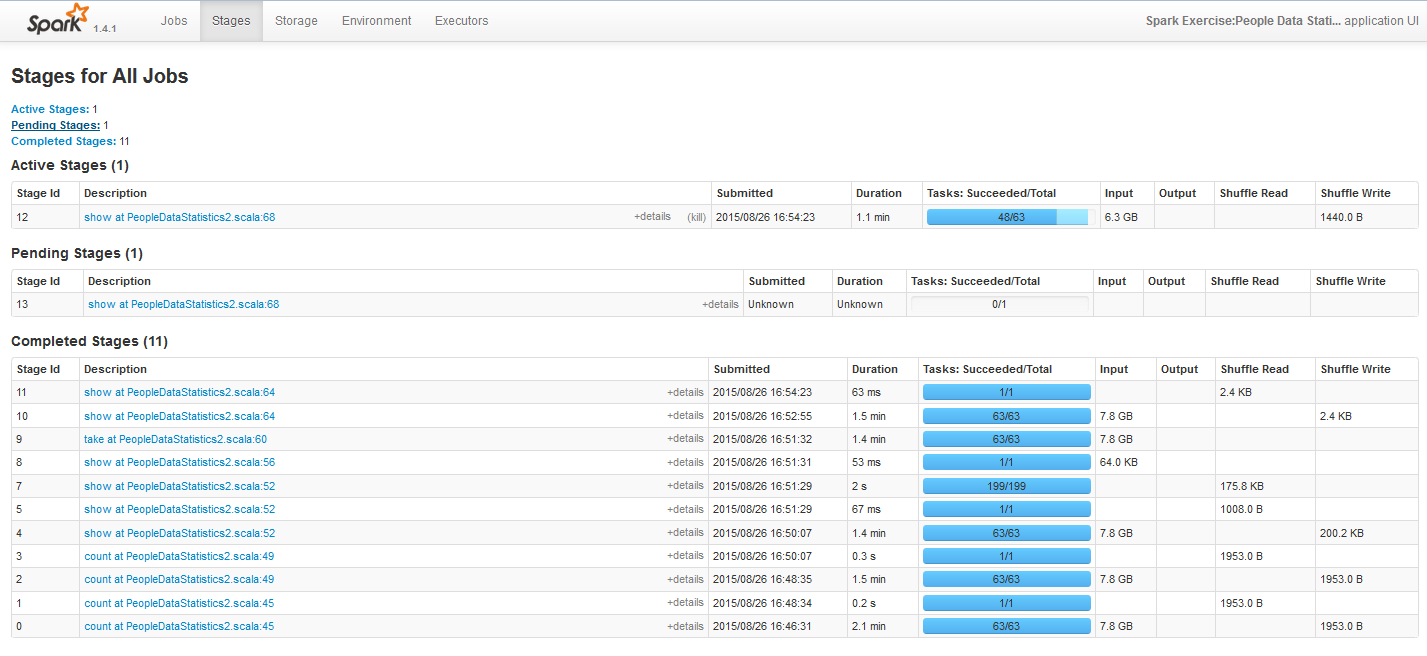 Spark 1.4.1 Jobs Stages Storage Environment Executors Spark Exercise:People Data Stati... application UI
Stages for All Jobs
Active Stages: 1
Pending Stages: 1
Completed Stages: 11
Active Stages (1)
Stage Id Description Submitted Duration Tasks: Succeeded/Total Input Output Shuffle Read Shuffle Write
12 show at PeopleDataStatistics2.scala:68 +details (kill) 2015/08/26 16:54:23 1.1 min 48/63 6.3 GB 1440.0 B
Pending Stages (1)
Stage Id Description Submitted Duration Tasks: Succeeded/Total Input Output Shuffle Read Shuffle Write
13 show at PeopleDataStatistics2.scala:68 +details Unknown Unknown 0/1
Completed Stages (11)
Stage Id Description Submitted Duration Tasks: Succeeded/Total Input Output Shuffle Read Shuffle Write
11 show at PeopleDataStatistics2.scala:64 +details 2015/08/26 16:54:23 63 ms 1/1 2.4 KB
10 show at PeopleDataStatistics2.scala:64 +details 2015/08/26 16:52:55 1.5 min 63/63 7.8 GB 2.4 KB
9 take at PeopleDataStatistics2.scala:60 +details 2015/08/26 16:51:32 1.4 min 63/63 7.8 GB
8 show at PeopleDataStatistics2.scala:56 +details 2015/08/26 16:51:31 53 ms 1/1 64.0 KB
7 show at PeopleDataStatistics2.scala:52 +details 2015/08/26 16:51:29 2 s 199/199 175.8 KB
5 show at PeopleDataStatistics2.scala:52 +details 2015/08/26 16:51:29 67 ms 1/1 1008.0 B
4 show at PeopleDataStatistics2.scala:52 +details 2015/08/26 16:50:07 1.4 min 63/63 7.8 GB 200.2 KB
3 count at PeopleDataStatistics2.scala:49 +details 2015/08/26 16:50:07 0.3 s 1/1 1953.0 B
2 count at PeopleDataStatistics2.scala:49 +details 2015/08/26 16:48:35 1.5 min 63/63 7.8 GB 1953.0 B
1 count at PeopleDataStatistics2.scala:45 +details 2015/08/26 16:48:34 0.2 s 1/1 1953.0 B
0 count at PeopleDataStatistics2.scala:45 +details 2015/08/26 16:46:31 2.1 min 63/63 7.8 GB 1953.0 B